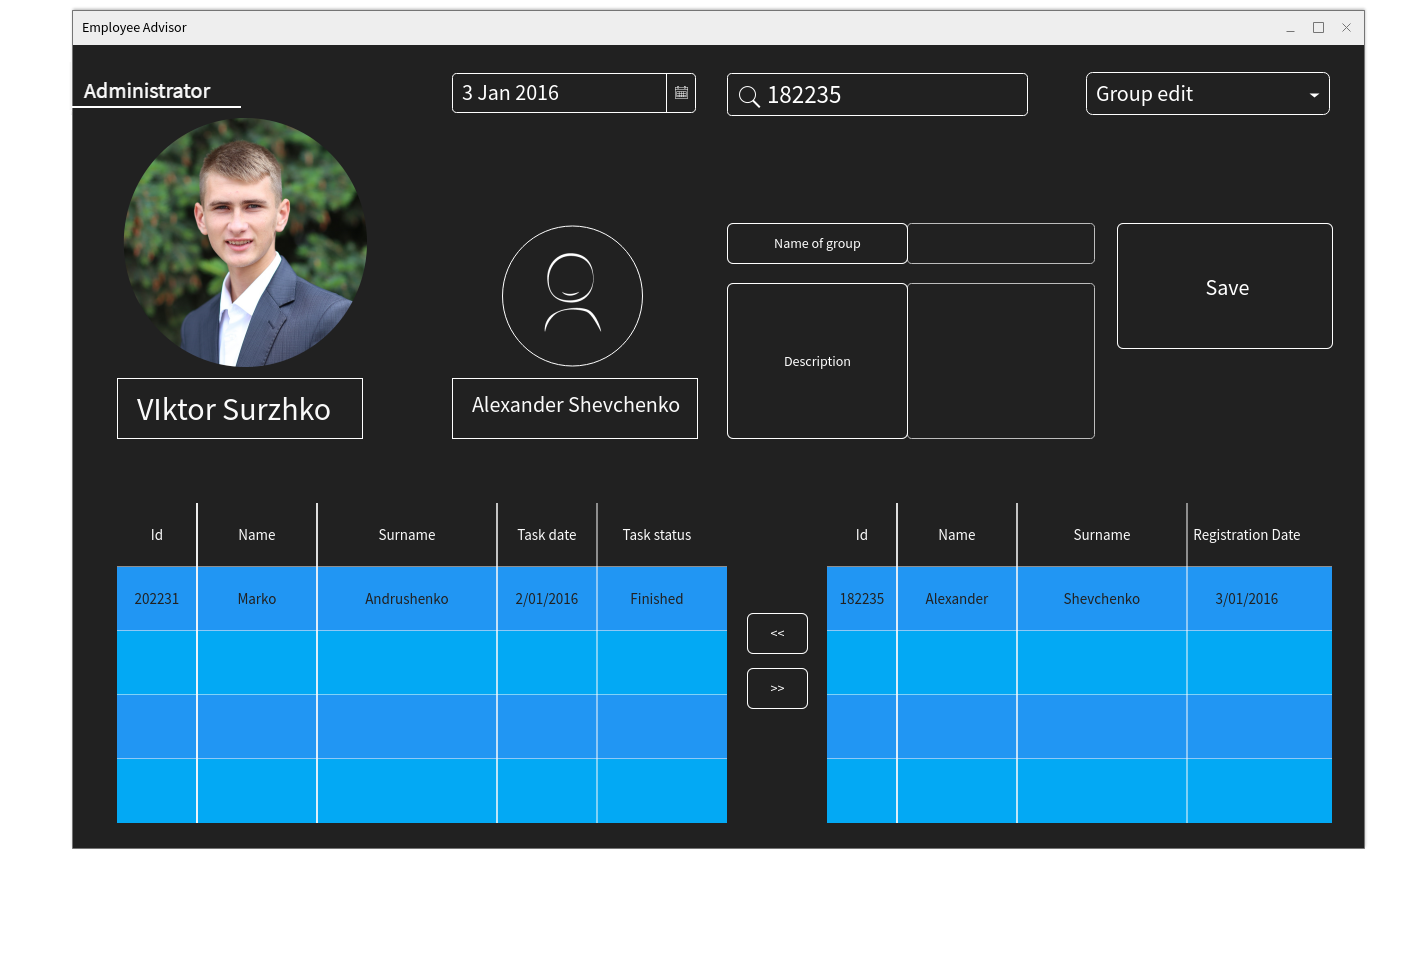 Employee Advisor
Administrator
3 Jan 2016
182235
Group edit
Name of group
Save
Description
VIktor Surzhko
Alexander Shevchenko
Id Name Surname Task date Task status
202231 Marko Andrushenko 2/01/2016 Finished
<<
>>
Id Name Surname Registration Date
182235 Alexander Shevchenko 3/01/2016